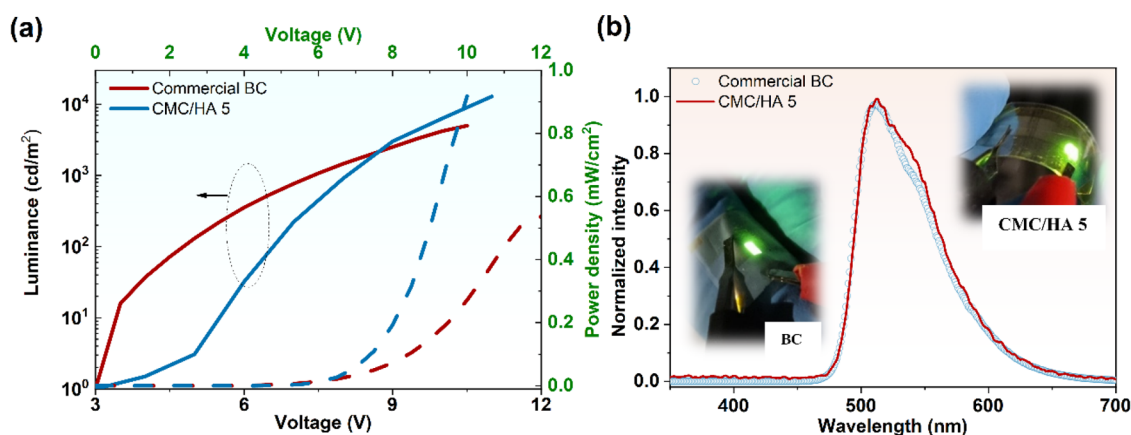 (a)
Voltage (V)
0 2 4 6 8 10 12
Commercial BC
CMC/HA 5
Luminance (cd/m²)
10⁴
10³
10²
10¹
10⁰
1.0
0.8
0.6
0.4
0.2
0.0
Power density (mW/cm²)
3 6 9 12
Voltage (V)
(b)
Commercial BC
CMC/HA 5
Normalized intensity
1.0
0.8
0.6
0.4
0.2
0.0
CMC/HA 5
BC
400 500 600 700
Wavelength (nm)